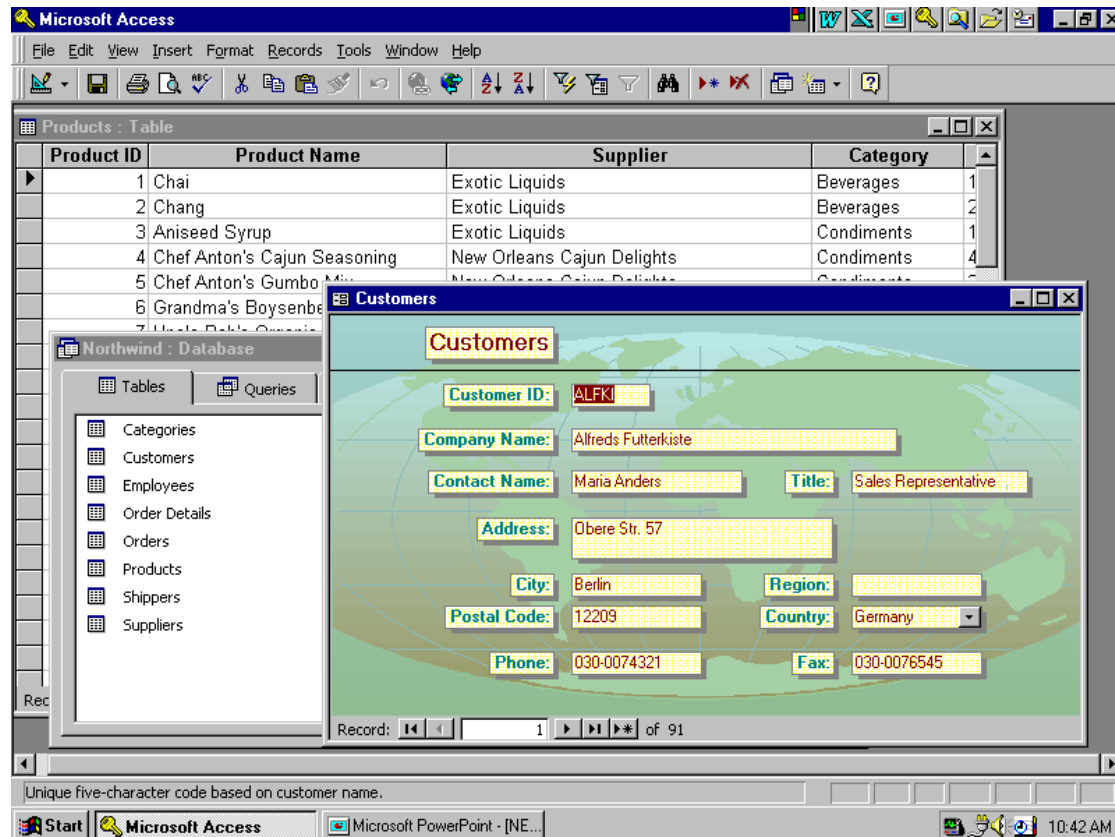 Microsoft Access
File Edit View Insert Format Records Tools Window Help
Products : Table
Product ID Product Name Supplier Category
1 Chai Exotic Liquids Beverages 1
2 Chang Exotic Liquids Beverages 2
3 Aniseed Syrup Exotic Liquids Condiments 1
4 Chef Anton's Cajun Seasoning New Orleans Cajun Delights Condiments 4
5 Chef Anton's Gumbo
6 Grandma's Boysenbe
7
Northwind : Database
Tables Queries
Categories
Customers
Employees
Order Details
Orders
Products
Shippers
Suppliers
Rec
Customers
Customers
Customer ID: ALFKI
Company Name: Alfreds Futterkiste
Contact Name: Maria Anders Title: Sales Representative
Address: Obere Str. 57
City: Berlin Region:
Postal Code: 12209 Country: Germany
Phone: 030-0074321 Fax: 030-0076545
Record: 1 of 91
Unique five-character code based on customer name.
Start Microsoft Access Microsoft PowerPoint - [NE... 10:42 AM